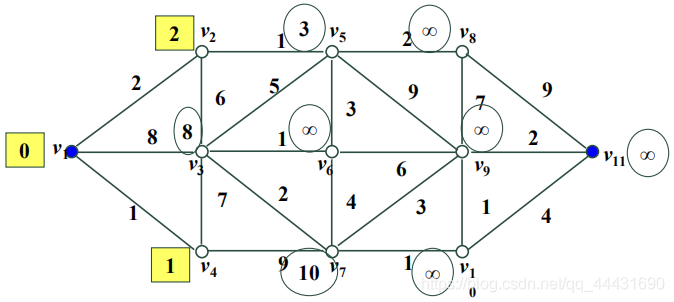 2 v2 1 3 v5 2 ∞ v8
2 6 5 3 9 7 9
0 v1 8 8 v3 1 ∞ v6 6 ∞ v9 2 v11 ∞
1 7 2 4 3 1 4
1 v4 9 10 v7 1 ∞ v10
https://blog.csdn.net/qq_44431690